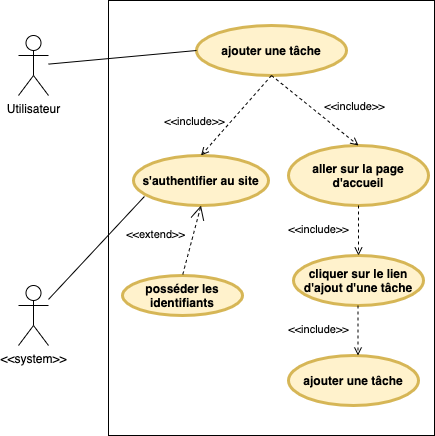 ajouter une tâche
Utilisateur
<<include>>
<<include>>
s'authentifier au site
aller sur la page
d'accueil
<<extend>>
<<include>>
posséder les
identifiants
cliquer sur le lien
d'ajout d'une tâche
<<system>>
<<include>>
ajouter une tâche